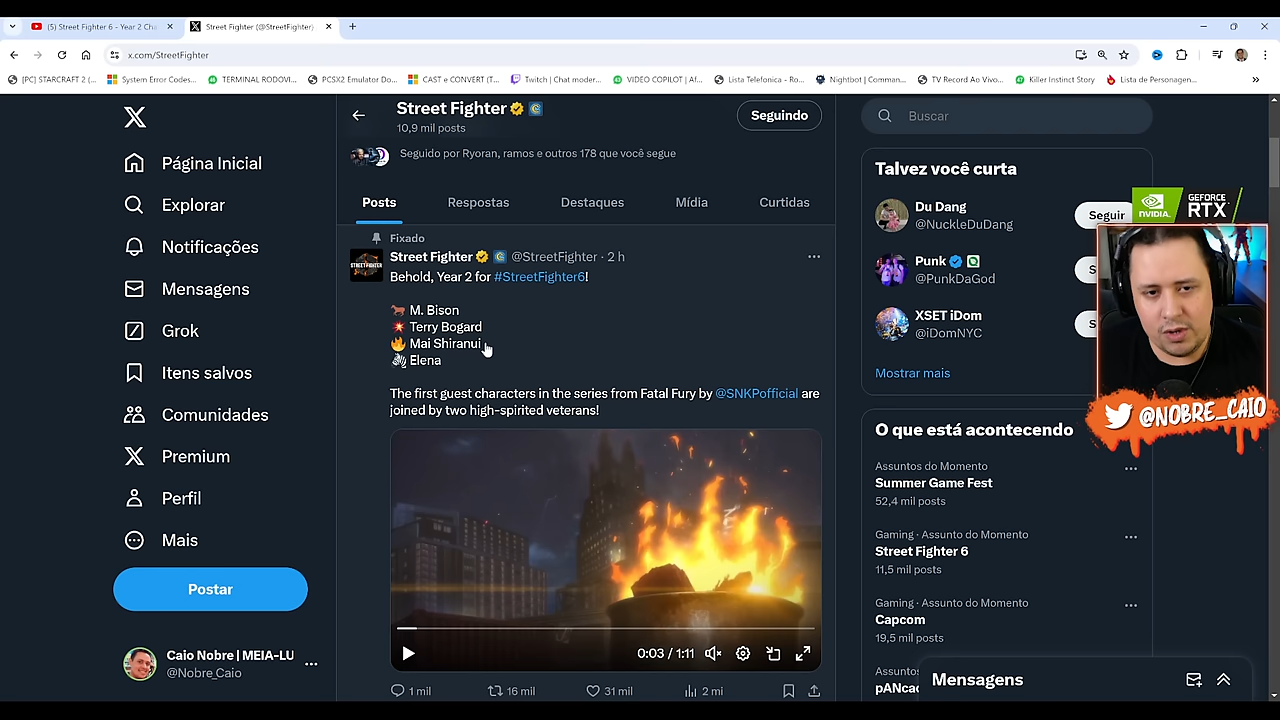 (5) Street Fighter 6 - Year 2 Cha
Street Fighter (@StreetFighter)
x.com/StreetFighter
[PC] STARCRAFT 2 (...
System Error Codes...
TERMINAL RODOVI...
PCSX2 Emulator Do...
CAST e CONVERT (T...
Twitch | Chat moder...
VIDEO COPILOT | Af...
Lista Telefonica - Ro...
Nightbot | Comman...
TV Record Ao Vivo...
Killer Instinct Story
Lista de Personagen...
Página Inicial
Explorar
Notificações
Mensagens
Grok
Itens salvos
Comunidades
Premium
Perfil
Mais
Postar
Caio Nobre | MEIA-LU
@Nobre_Caio
Street Fighter
10,9 mil posts
Seguindo
Seguido por Ryoran, ramos e outros 178 que você segue
Posts Respostas Destaques Mídia Curtidas
Fixado
Street Fighter @StreetFighter · 2 h
Behold, Year 2 for #StreetFighter6!
M. Bison
Terry Bogard
Mai Shiranui
Elena
The first guest characters in the series from Fatal Fury by @SNKPofficial are
joined by two high-spirited veterans!
0:03 / 1:11
1 mil 16 mil 31 mil 2 mi
Buscar
Talvez você curta
Du Dang
@NuckleDuDang
Seguir
Punk
@PunkDaGod
S
XSET iDom
@iDomNYC
S
Mostrar mais
O que está acontecendo
Assuntos do Momento
Summer Game Fest
52,4 mil posts
Gaming · Assunto do Momento
Street Fighter 6
11,5 mil posts
Gaming · Assunto do Momento
Capcom
19,5 mil posts
Assuntos
pANcac
Mensagens
NVIDIA.
GEFORCE
RTX
@NOBRE_CAIO